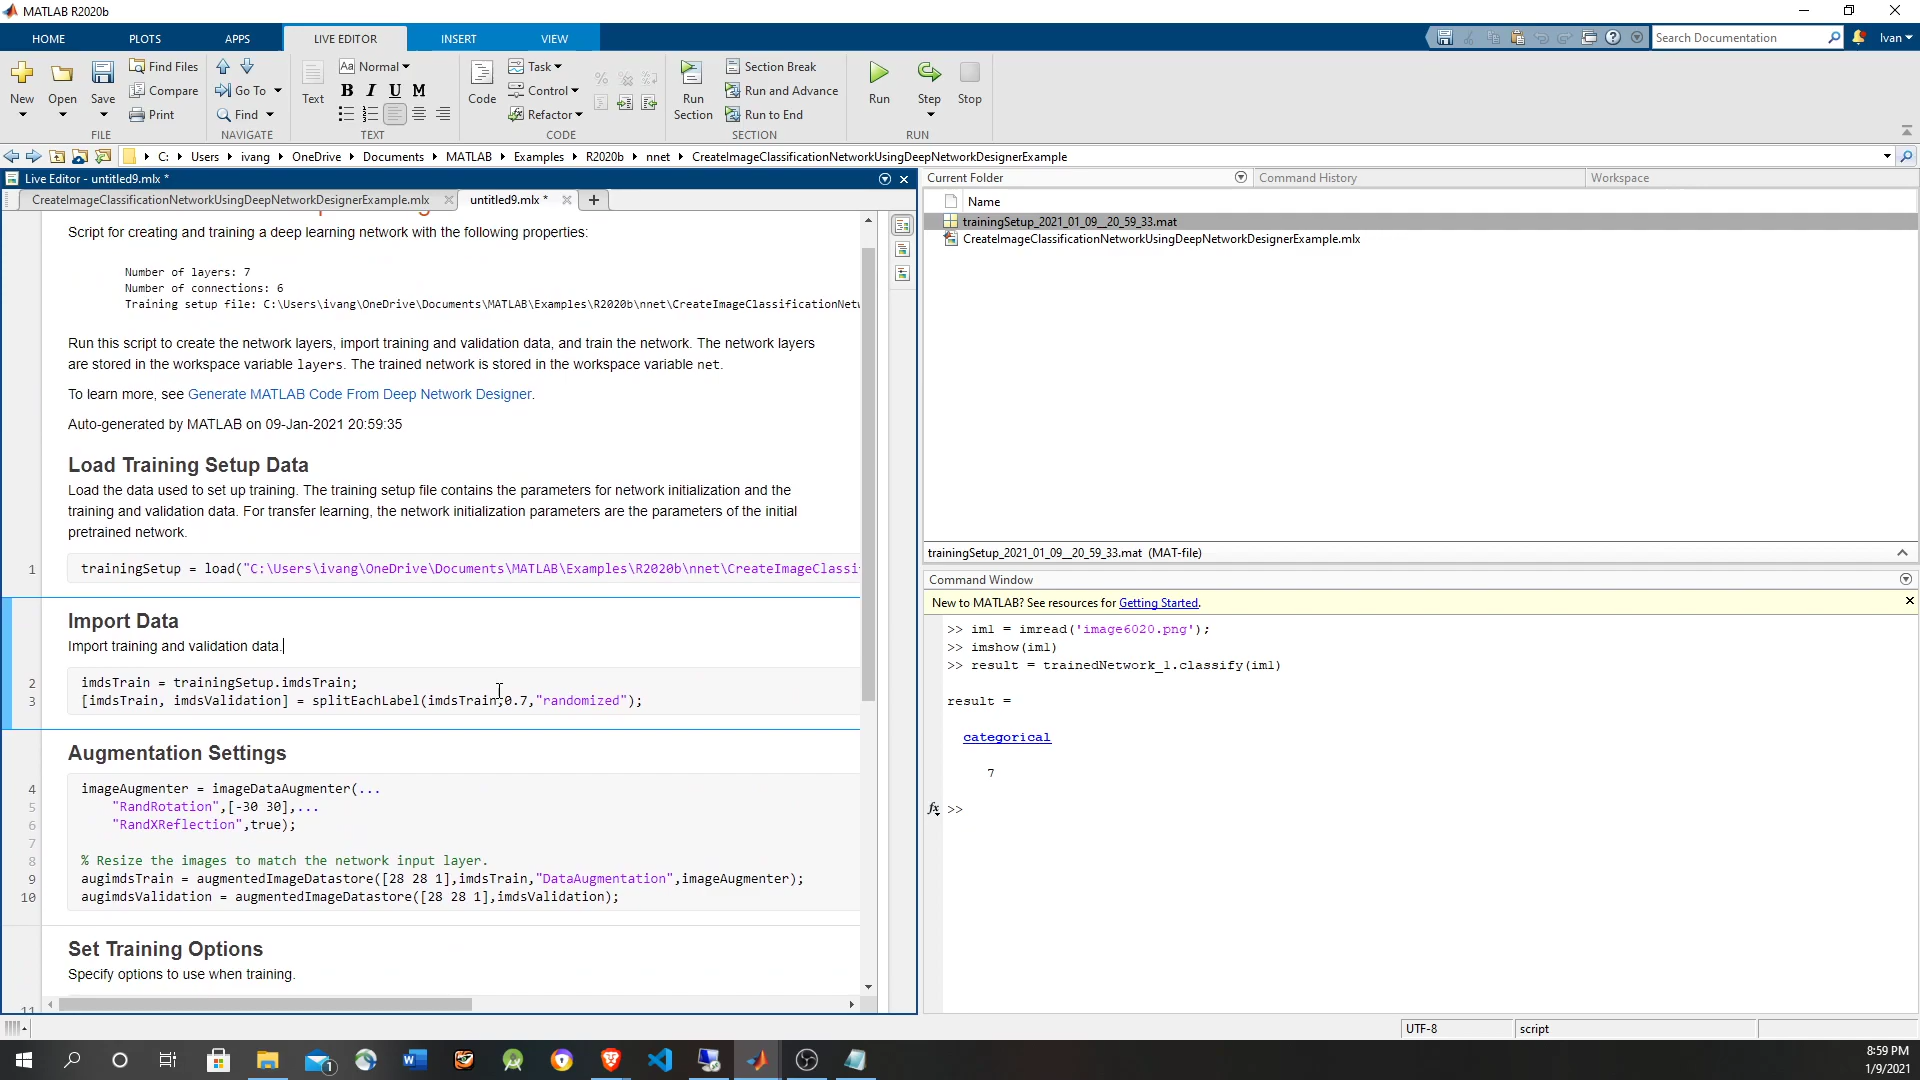 MATLAB R2020b
HOME PLOTS APPS LIVE EDITOR INSERT VIEW
Search Documentation
Ivan
New
Open
Save
Find Files
Compare
Print
FILE
Go To
Find
NAVIGATE
Text
Aa Normal
B I U M
TEXT
Code
Task
Control
Refactor
CODE
Run Section
Section Break
Run and Advance
Run to End
SECTION
Run
Step
Stop
RUN
C: Users ivang OneDrive Documents MATLAB Examples R2020b nnet CreateImageClassificationNetworkUsingDeepNetworkDesignerExample
Live Editor - untitled9.mlx *
CreateImageClassificationNetworkUsingDeepNetworkDesignerExample.mlx
untitled9.mlx *
Script for creating and training a deep learning network with the following properties:
Number of layers: 7
Number of connections: 6
Training setup file: C:\Users\ivang\OneDrive\Documents\MATLAB\Examples\R2020b\nnet\CreateImageClassificationNetw
Run this script to create the network layers, import training and validation data, and train the network. The network layers
are stored in the workspace variable layers. The trained network is stored in the workspace variable net.
To learn more, see Generate MATLAB Code From Deep Network Designer.
Auto-generated by MATLAB on 09-Jan-2021 20:59:35
Load Training Setup Data
Load the data used to set up training. The training setup file contains the parameters for network initialization and the
training and validation data. For transfer learning, the network initialization parameters are the parameters of the initial
pretrained network.
1 trainingSetup = load("C:\Users\ivang\OneDrive\Documents\MATLAB\Examples\R2020b\nnet\CreateImageClassi
Import Data
Import training and validation data.
2 imdsTrain = trainingSetup.imdsTrain;
3 [imdsTrain, imdsValidation] = splitEachLabel(imdsTrain,0.7,"randomized");
Augmentation Settings
4 imageAugmenter = imageDataAugmenter(...
5 "RandRotation",[-30 30],...
6 "RandXReflection",true);
7
8 % Resize the images to match the network input layer.
9 augimdsTrain = augmentedImageDatastore([28 28 1],imdsTrain,"DataAugmentation",imageAugmenter);
10 augimdsValidation = augmentedImageDatastore([28 28 1],imdsValidation);
Set Training Options
Specify options to use when training.
11
Current Folder
Command History
Workspace
Name
trainingSetup_2021_01_09__20_59_33.mat
CreateImageClassificationNetworkUsingDeepNetworkDesignerExample.mlx
trainingSetup_2021_01_09__20_59_33.mat (MAT-file)
Command Window
New to MATLAB? See resources for Getting Started.
>> im1 = imread('image6020.png');
>> imshow(im1)
>> result = trainedNetwork_1.classify(im1)
result =
categorical
7
fx >>
UTF-8
script
1
8:59 PM
1/9/2021